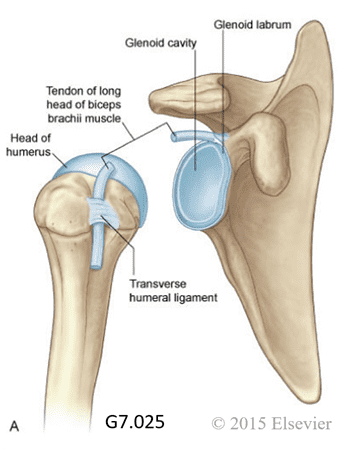 Glenoid labrum
Glenoid cavity
Tendon of long
head of biceps
brachii muscle
Head of
humerus
Transverse
humeral ligament
A
G7.025
© 2015 Elsevier